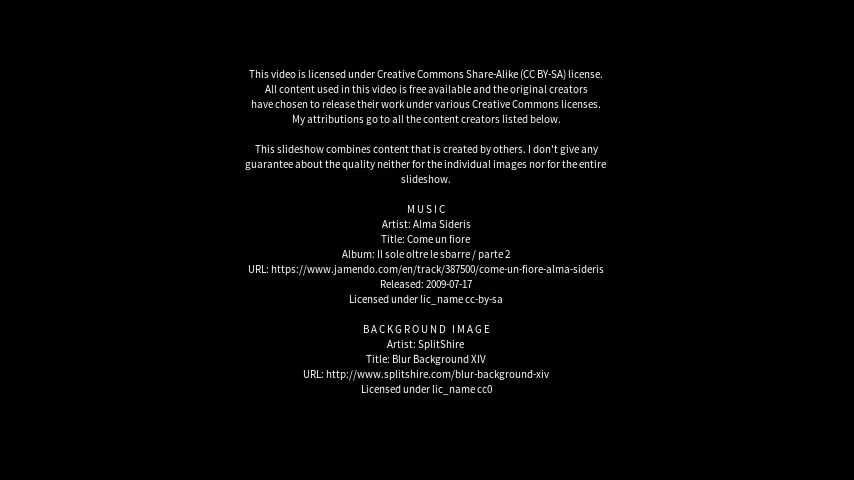 This video is licensed under Creative Commons Share-Alike (CC BY-SA) license.
All content used in this video is free available and the original creators
have chosen to release their work under various Creative Commons licenses.
My attributions go to all the content creators listed below.
This slideshow combines content that is created by others. I don't give any
guarantee about the quality neither for the individual images nor for the entire
slideshow.
MUSIC
Artist: Alma Sideris
Title: Come un fiore
Album: Il sole oltre le sbarre / parte 2
URL: https://www.jamendo.com/en/track/387500/come-un-fiore-alma-sideris
Released: 2009-07-17
Licensed under lic_name cc-by-sa
BACKGROUND IMAGE
Artist: SplitShire
Title: Blur Background XIV
URL: http://www.splitshire.com/blur-background-xiv
Licensed under lic_name cc0